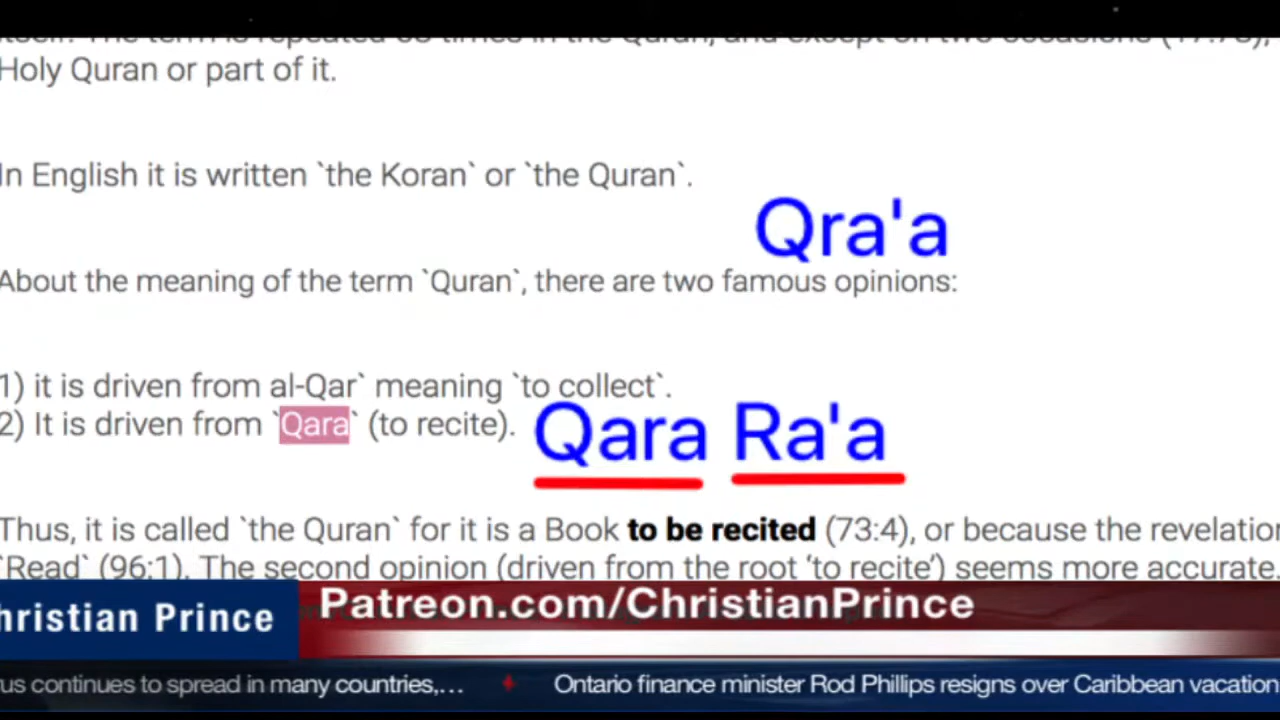 Holy Quran or part of it.
In English it is written `the Koran` or `the Quran`.
Qra'a
About the meaning of the term `Quran`, there are two famous opinions:
1) it is driven from al-Qar` meaning `to collect`.
2) It is driven from `Qara` (to recite).
Qara Ra'a
Thus, it is called `the Quran` for it is a Book to be recited (73:4), or because the revelation
`Read` (96:1). The second opinion (driven from the root ‘to recite’) seems more accurate.
hristian Prince
Patreon.com/ChristianPrince
us continues to spread in many countries,... Ontario finance minister Rod Phillips resigns over Caribbean vacation